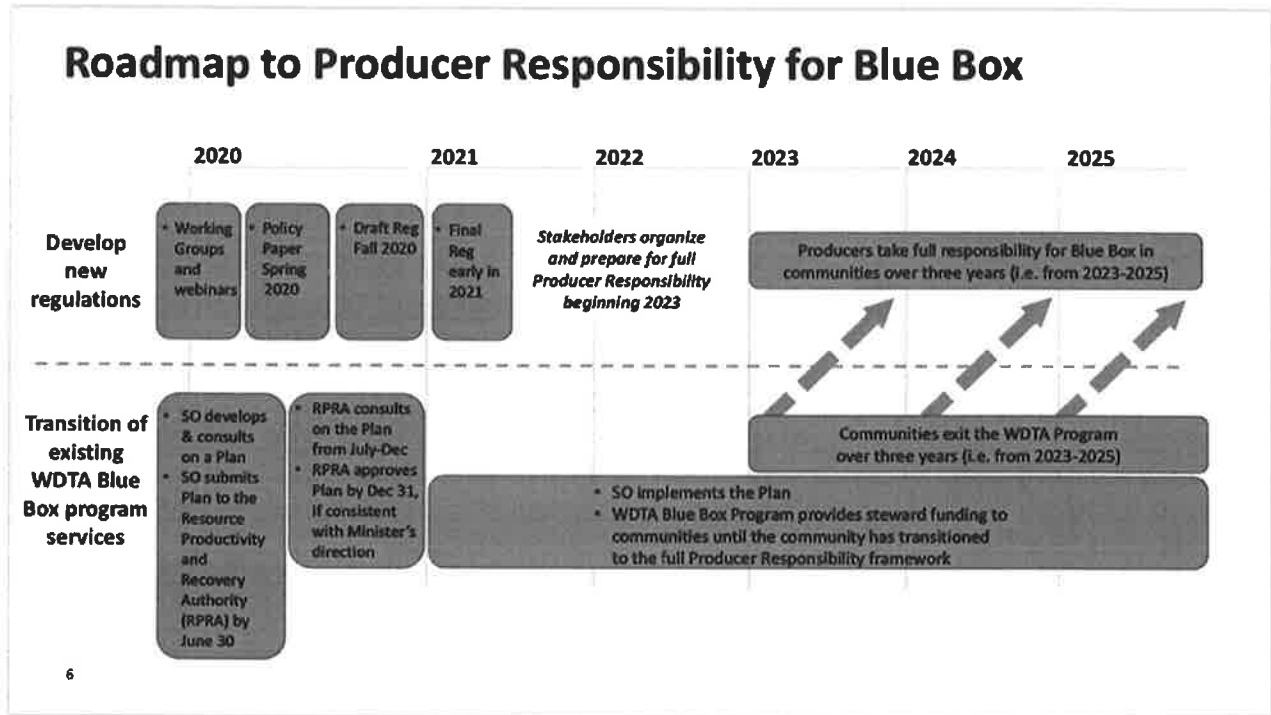 Roadmap to Producer Responsibility for Blue Box
2020
2021
2022
2023
2024
2025
Develop
new
regulations
• Working
Groups
and
webinars
• Policy
Paper
Spring
2020
• Draft Reg
Fall 2020
• Final
Reg
early in
2021
Stakeholders organize
and prepare for full
Producer Responsibility
beginning 2023
Producers take full responsibility for Blue Box in
communities over three years (i.e. from 2023-2025)
Transition of
existing
WDTA Blue
Box program
services
• SO develops
& consults
on a Plan
• SO submits
Plan to the
Resource
Productivity
and
Recovery
Authority
(RPRA) by
June 30
• RPRA consults
on the Plan
from July-Dec
• RPRA approves
Plan by Dec 31,
if consistent
with Minister's
direction
Communities exit the WDTA Program
over three years (i.e. from 2023-2025)
• SO implements the Plan
• WDTA Blue Box Program provides steward funding to
communities until the community has transitioned
to the full Producer Responsibility framework
6